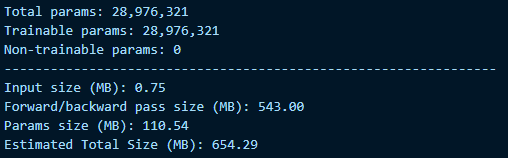 Total params: 28,976,321
Trainable params: 28,976,321
Non-trainable params: 0
----------------------------------------------------------------
Input size (MB): 0.75
Forward/backward pass size (MB): 543.00
Params size (MB): 110.54
Estimated Total Size (MB): 654.29